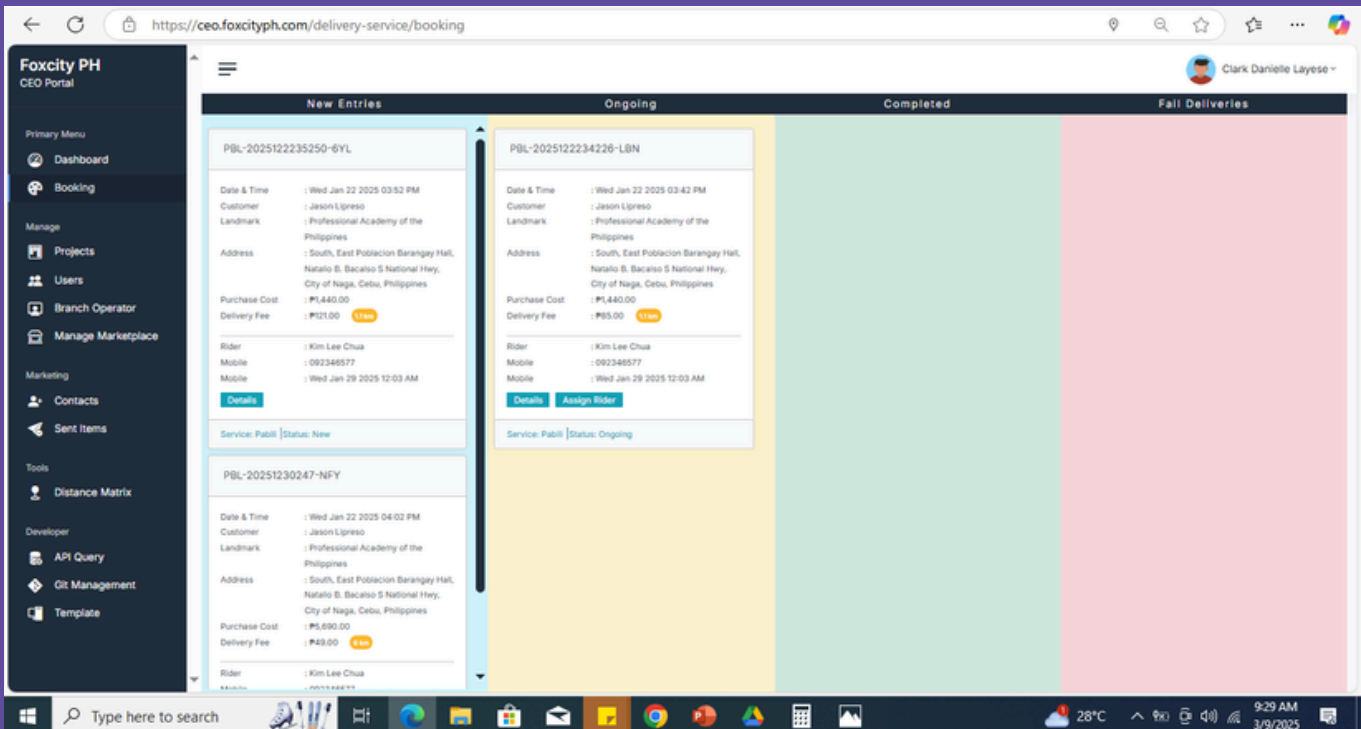 https://ceo.foxcityph.com/delivery-service/booking
Foxcity PH
CEO Portal
Clark Danielle Layese
Primary Menu
Dashboard
Booking
Manage
Projects
Users
Branch Operator
Manage Marketplace
Marketing
Contacts
Sent Items
Tools
Distance Matrix
Developer
API Query
Git Management
Template
New Entries
PBL-2025122235250-6YL
Date & Time : Wed Jan 22 2025 03:52 PM
Customer : Jason Lipreso
Landmark : Professional Academy of the
Philippines
Address : South, East Poblacion Barangay Hall,
Natalio B. Bacalso S National Hwy,
City of Naga, Cebu, Philippines
Purchase Cost : ₱1,440.00
Delivery Fee : ₱121.00
Rider : Kim Lee Chua
Mobile : 092346577
Mobile : Wed Jan 29 2025 12:03 AM
Details
Service: Pabili |Status: New
PBL-20251230247-NFY
Date & Time : Wed Jan 22 2025 04:02 PM
Customer : Jason Lipreso
Landmark : Professional Academy of the
Philippines
Address : South, East Poblacion Barangay Hall,
Natalio B. Bacalso S National Hwy,
City of Naga, Cebu, Philippines
Purchase Cost : ₱5,690.00
Delivery Fee : ₱49.00
Rider : Kim Lee Chua
Ongoing
PBL-2025122234226-LBN
Date & Time : Wed Jan 22 2025 03:42 PM
Customer : Jason Lipreso
Landmark : Professional Academy of the
Philippines
Address : South, East Poblacion Barangay Hall,
Natalio B. Bacalso S National Hwy,
City of Naga, Cebu, Philippines
Purchase Cost : ₱1,440.00
Delivery Fee : ₱85.00
Rider : Kim Lee Chua
Mobile : 092346577
Mobile : Wed Jan 29 2025 12:03 AM
Details Assign Rider
Service: Pabili |Status: Ongoing
Completed
Fail Deliveries
Type here to search
28°C
9:29 AM
3/9/2025